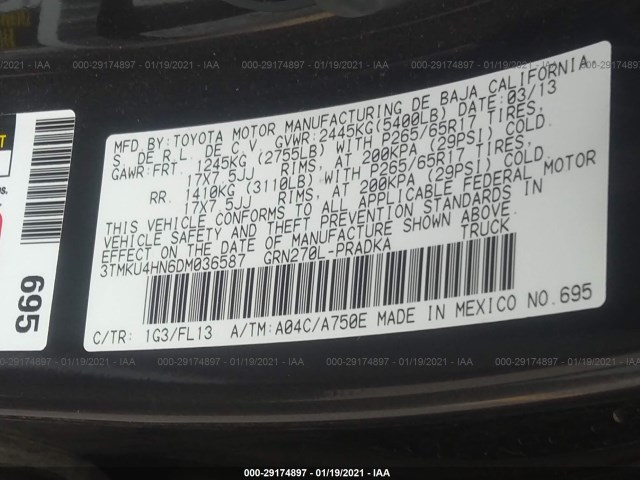 000-29174897 - 01/19/2021 - IAA 000-29174897 - 01/19/2021 - IAA 000-29174897 - 01/19/2021 - IAA
MFD.BY:TOYOTA MOTOR MANUFACTURING DE BAJA CALIFORNIA
S. DE R.L. DE C.V. GVWR:2445KG(5400LB) DATE:03/13
GAWR:FRT. 1245KG (2755LB) WITH P265/65R17 TIRES,
17X7.5JJ RIMS, AT 200KPA (29PSI) COLD.
RR. 1410KG (3110LB) WITH P265/65R17 TIRES,
17X7.5JJ RIMS, AT 200KPA (29PSI) COLD.
THIS VEHICLE CONFORMS TO ALL APPLICABLE FEDERAL MOTOR
VEHICLE SAFETY AND THEFT PREVENTION STANDARDS IN
EFFECT ON THE DATE OF MANUFACTURE SHOWN ABOVE.
3TMKU4HN6DM036587 GRN270L-PRADKA TRUCK
C/TR: 1G3/FL13 A/TM:A04C/A750E MADE IN MEXICO NO.695
695
000-29174897 - 01/19/2021 - IAA 000-29174897 - 01/19/2021 - IAA
000-29174897 - 01/19/2021 - IAA